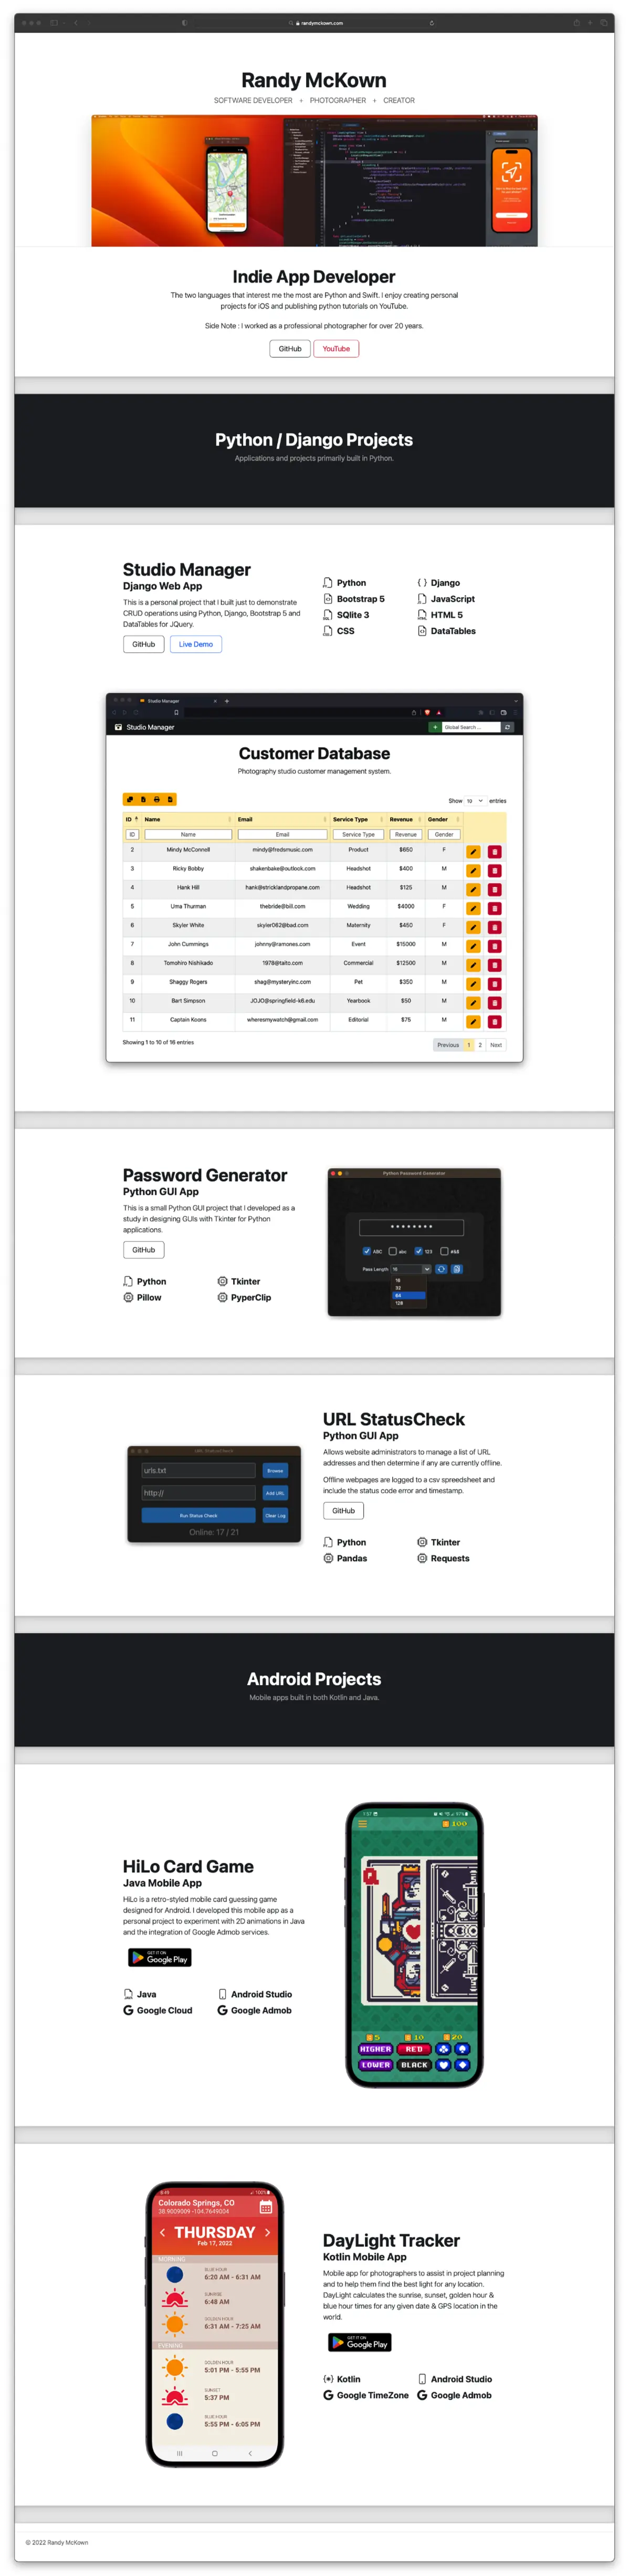 randymckown.com
Randy McKown
SOFTWARE DEVELOPER + PHOTOGRAPHER + CREATOR
Indie App Developer
The two languages that interest me the most are Python and Swift. I enjoy creating personal
projects for iOS and publishing python tutorials on YouTube.
Side Note : I worked as a professional photographer for over 20 years.
GitHub YouTube
Python / Django Projects
Applications and projects primarily built in Python.
Studio Manager
Django Web App
This is a personal project that I built just to demonstrate
CRUD operations using Python, Django, Bootstrap 5 and
DataTables for JQuery.
GitHub Live Demo
Python Django
Bootstrap 5 JavaScript
SQlite 3 HTML 5
CSS DataTables
Studio Manager
Studio Manager Global Search ...
Customer Database
Photography studio customer management system.
Show 10 entries
ID Name Email Service Type Revenue Gender
ID Name Email Service Type Revenue Gender
2 Mindy McConnell mindy@fredsmusic.com Product $650 F
3 Ricky Bobby shakenbake@outlook.com Headshot $400 M
4 Hank Hill hank@stricklandpropane.com Headshot $125 M
5 Uma Thurman thebride@bill.com Wedding $4000 F
6 Skyler White skyler062@bad.com Maternity $450 F
7 John Cummings johnny@ramones.com Event $15000 M
8 Tomohiro Nishikado 1978@taito.com Commercial $12500 M
9 Shaggy Rogers shag@mysteryinc.com Pet $350 M
10 Bart Simpson JOJO@springfield-k6.edu Yearbook $50 M
11 Captain Koons wheresmywatch@gmail.com Editorial $75 M
Showing 1 to 10 of 16 entries
Previous 1 2 Next
Password Generator
Python GUI App
This is a small Python GUI project that I developed as a
study in designing GUIs with Tkinter for Python
applications.
GitHub
Python Tkinter
Pillow PyperClip
Python Password Generator
ABC abc 123 #&$
Pass Length 16
16
32
64
128
urls.txt Browse
http:// Add URL
Run Status Check Clear Log
Online: 17 / 21
URL StatusCheck
Python GUI App
Allows website administrators to manage a list of URL
addresses and then determine if any are currently offline.
Offline webpages are logged to a csv spreedsheet and
include the status code error and timestamp.
GitHub
Python Tkinter
Pandas Requests
Android Projects
Mobile apps built in both Kotlin and Java.
HiLo Card Game
Java Mobile App
HiLo is a retro-styled mobile card guessing game
designed for Android. I developed this mobile app as a
personal project to experiment with 2D animations in Java
and the integration of Google Admob services.
GET IT ON
Google Play
Java Android Studio
Google Cloud Google Admob
1:57 97%
100
Q
5 10 20
HIGHER RED
LOWER BLACK
8:49 100%
Colorado Springs, CO
38.9009009 -104.7649004
THURSDAY
Feb 17, 2022
MORNING
BLUE HOUR
6:20 AM - 6:31 AM
SUNRISE
6:48 AM
GOLDEN HOUR
6:31 AM - 7:25 AM
EVENING
GOLDEN HOUR
5:01 PM - 5:55 PM
SUNSET
5:37 PM
BLUE HOUR
5:55 PM - 6:05 PM
DayLight Tracker
Kotlin Mobile App
Mobile app for photographers to assist in project planning
and to help them find the best light for any location.
DayLight calculates the sunrise, sunset, golden hour &
blue hour times for any given date & GPS location in the
world.
GET IT ON
Google Play
Kotlin Android Studio
Google TimeZone Google Admob
© 2022 Randy McKown